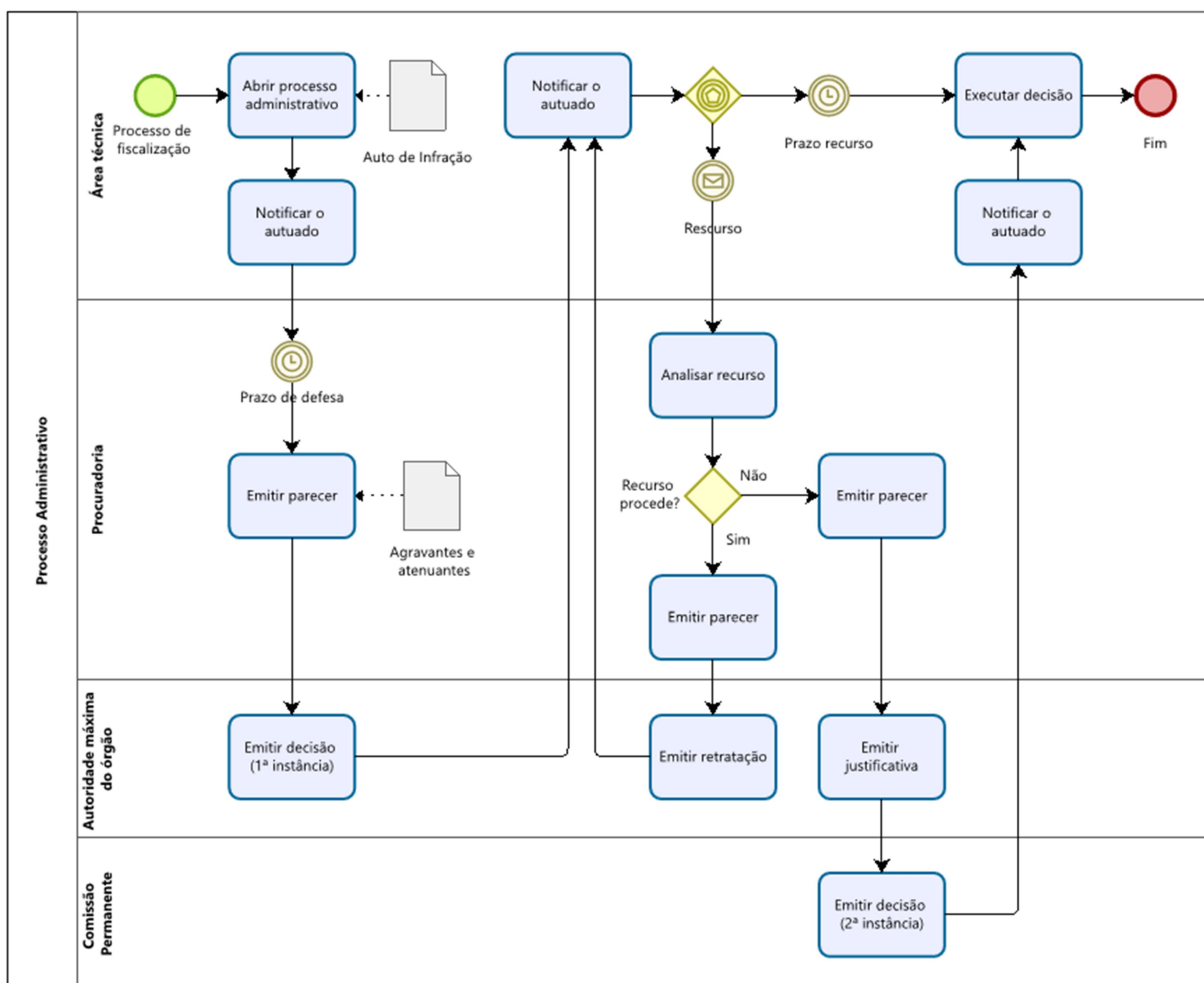 Processo Administrativo
Área técnica
Processo de
fiscalização
Abrir processo
administrativo
Auto de Infração
Notificar o
autuado
Notificar o
autuado
Prazo recurso
Recurso
Executar decisão
Fim
Notificar o
autuado
Procuradoria
Prazo de defesa
Emitir parecer
Agravantes e
atenuantes
Analisar recurso
Recurso
procede?
Não
Sim
Emitir parecer
Emitir parecer
Autoridade máxima
do órgão
Emitir decisão
(1ª instância)
Emitir retratação
Emitir
justificativa
Comissão
Permanente
Emitir decisão
(2ª instância)